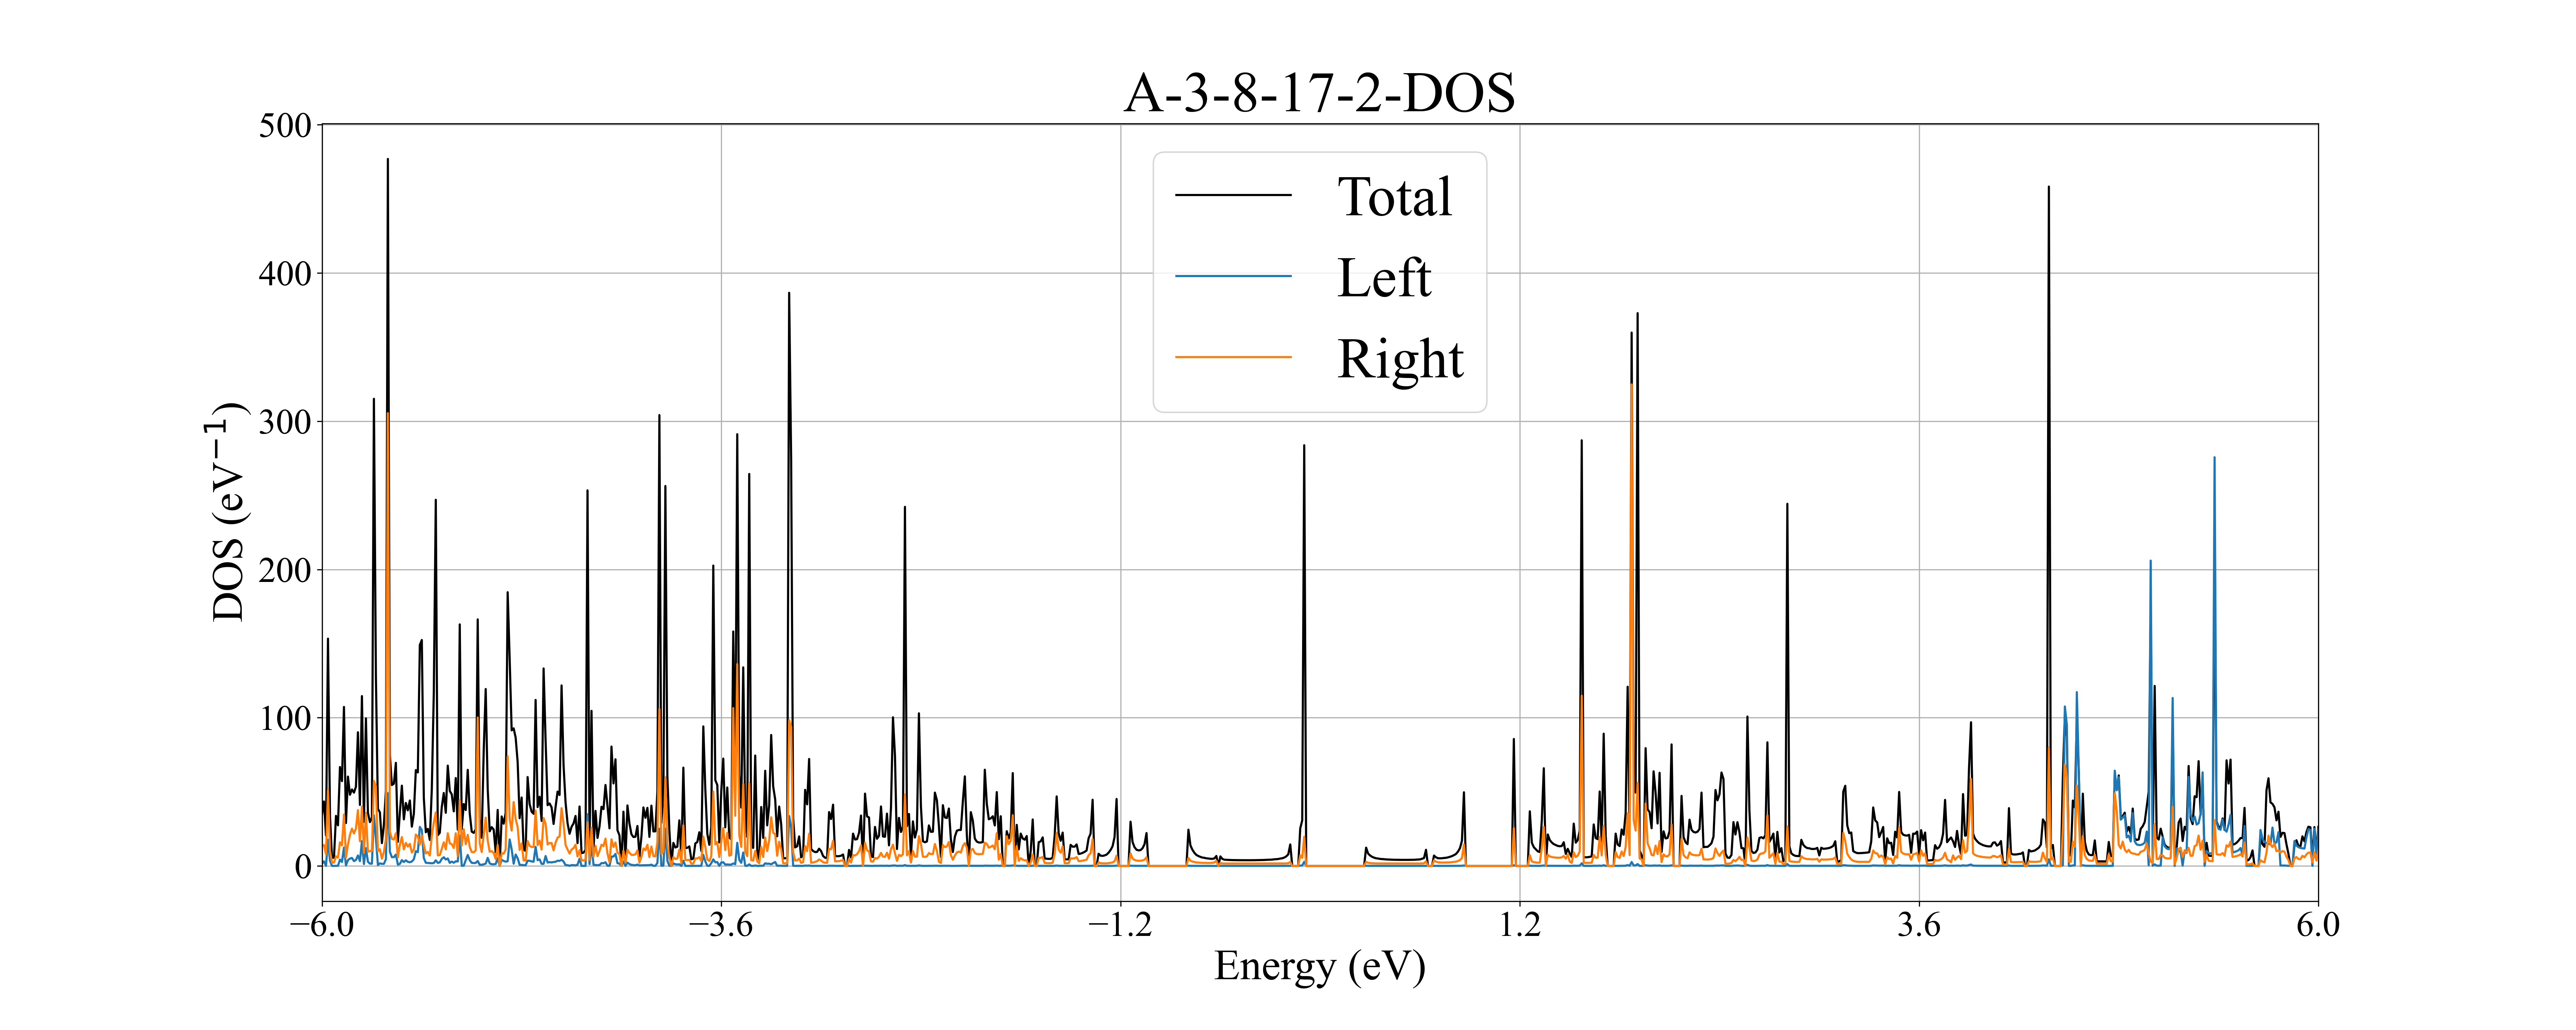 A-3-8-17-2-DOS
500
400
300
200
100
0
DOS (eV⁻¹)
Total
Left
Right
−6.0 −3.6 −1.2 1.2 3.6 6.0
Energy (eV)